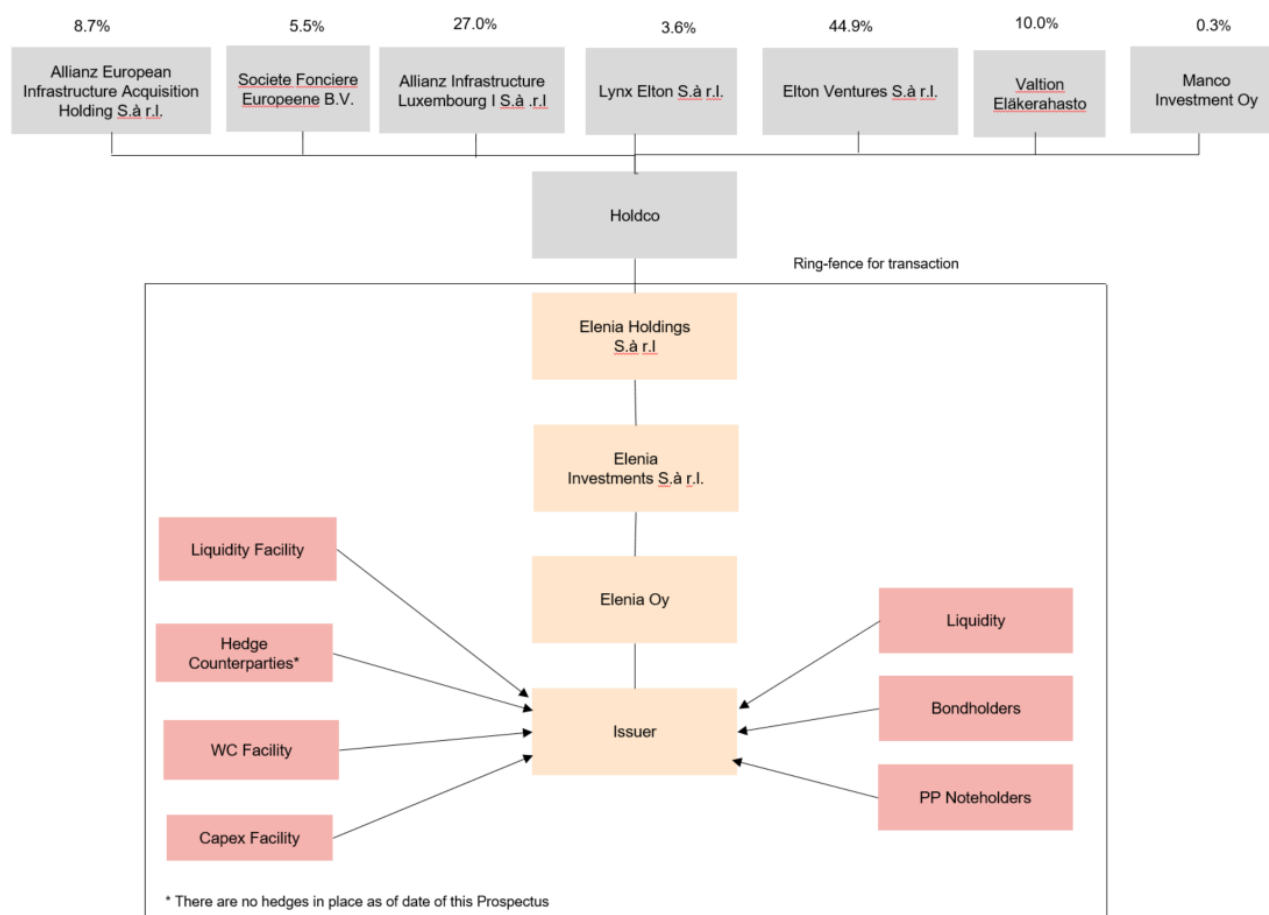 8.7%
5.5%
27.0%
3.6%
44.9%
10.0%
0.3%
Allianz European
Infrastructure Acquisition
Holding S.à r.l.
Societe Fonciere
Europeene B.V.
Allianz Infrastructure
Luxembourg I S.à .r.l
Lynx Elton S.à r.l.
Elton Ventures S.à r.l.
Valtion
Eläkerahasto
Manco
Investment Oy
Holdco
Ring-fence for transaction
Elenia Holdings
S.à r.l
Elenia
Investments S.à r.l.
Elenia Oy
Issuer
Liquidity Facility
Hedge
Counterparties*
WC Facility
Capex Facility
Liquidity
Bondholders
PP Noteholders
* There are no hedges in place as of date of this Prospectus